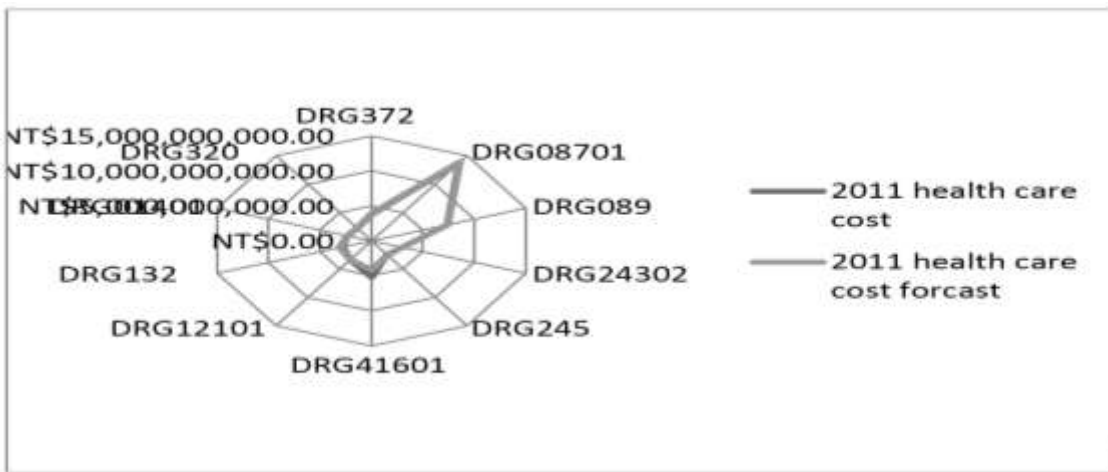 DRG372
NT$15,000,000,000.00
DRG320
DRG08701
NT$10,000,000,000.00
DRG089
NT$0.00
DRG132
DRG24302
DRG12101
DRG245
DRG41601
2011 health care
cost
2011 health care
cost forcast